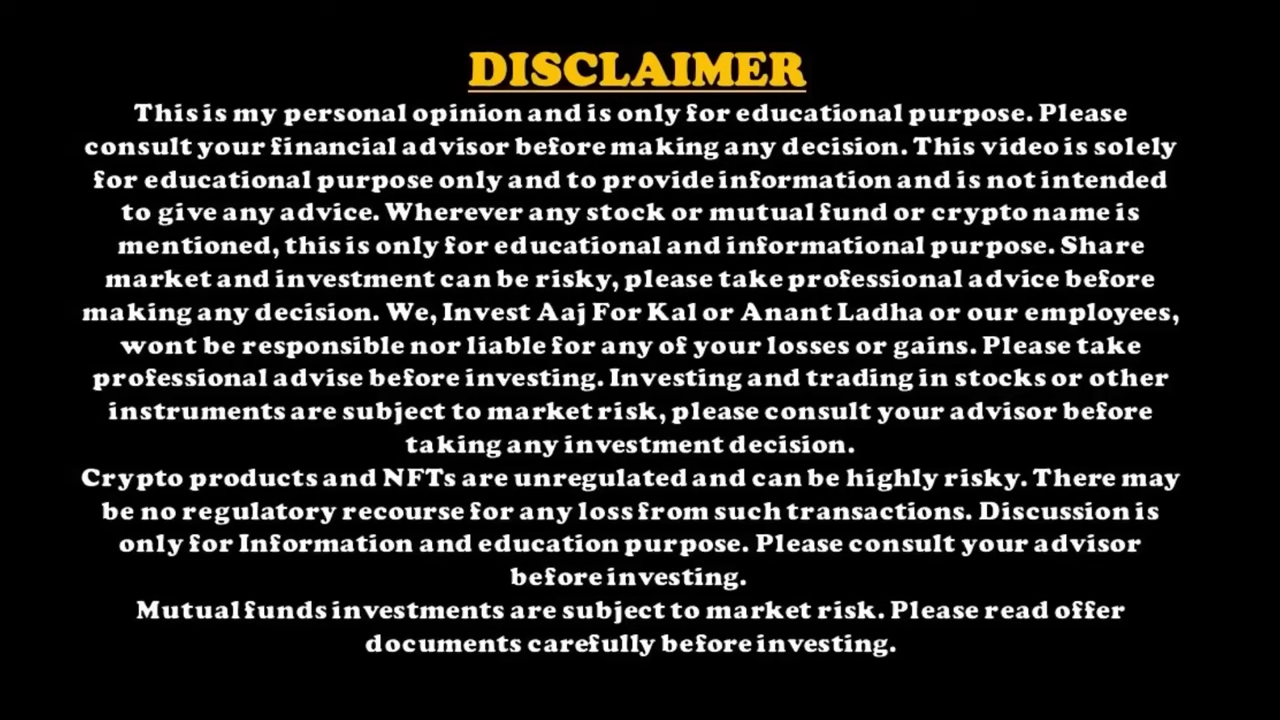 DISCLAIMER
This is my personal opinion and is only for educational purpose. Please
consult your financial advisor before making any decision. This video is solely
for educational purpose only and to provide information and is not intended
to give any advice. Wherever any stock or mutual fund or crypto name is
mentioned, this is only for educational and informational purpose. Share
market and investment can be risky, please take professional advice before
making any decision. We, Invest Aaj For Kal or Anant Ladha or our employees,
wont be responsible nor liable for any of your losses or gains. Please take
professional advise before investing. Investing and trading in stocks or other
instruments are subject to market risk, please consult your advisor before
taking any investment decision.
Crypto products and NFTs are unregulated and can be highly risky. There may
be no regulatory recourse for any loss from such transactions. Discussion is
only for Information and education purpose. Please consult your advisor
before investing.
Mutual funds investments are subject to market risk. Please read offer
documents carefully before investing.